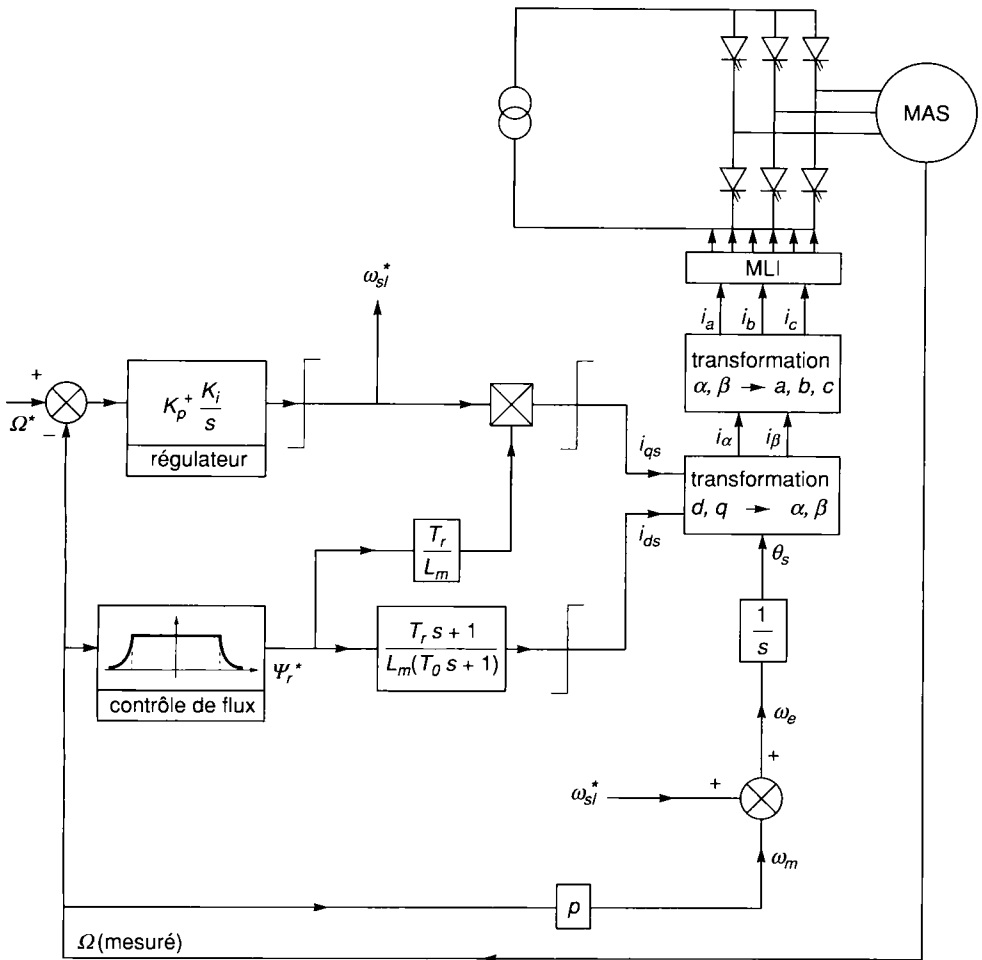 MAS
MLI
i_a i_b i_c
transformation
α, β → a, b, c
i_α i_β
transformation
d, q → α, β
θ_s
1/s
ω_e
+
+
ω_sl*
ω_m
p
Ω (mesuré)
ω_sl*
+
Ω*
−
K_p + K_i/s
régulateur
i_qs
i_ds
T_r/L_m
Ψ_r*
contrôle de flux
T_r s + 1
L_m(T_0 s + 1)